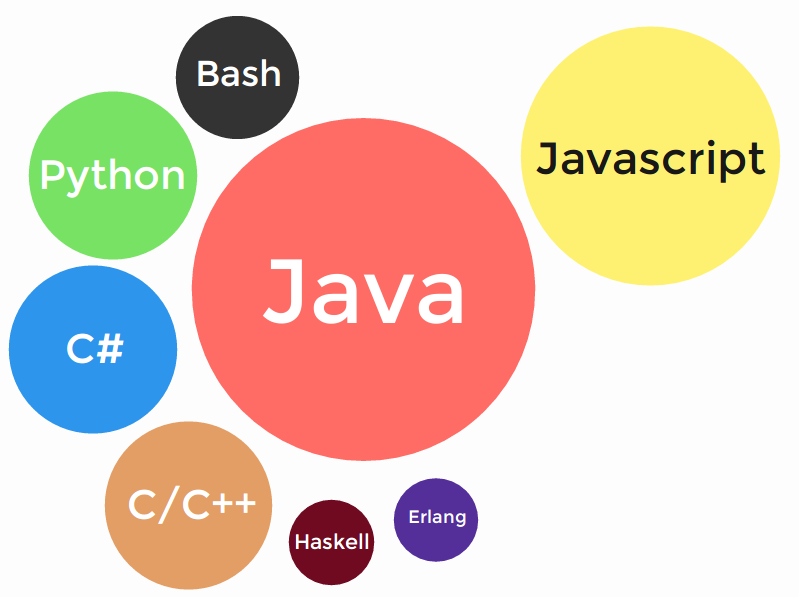 Bash
Javascript
Python
Java
C#
C/C++
Haskell
Erlang